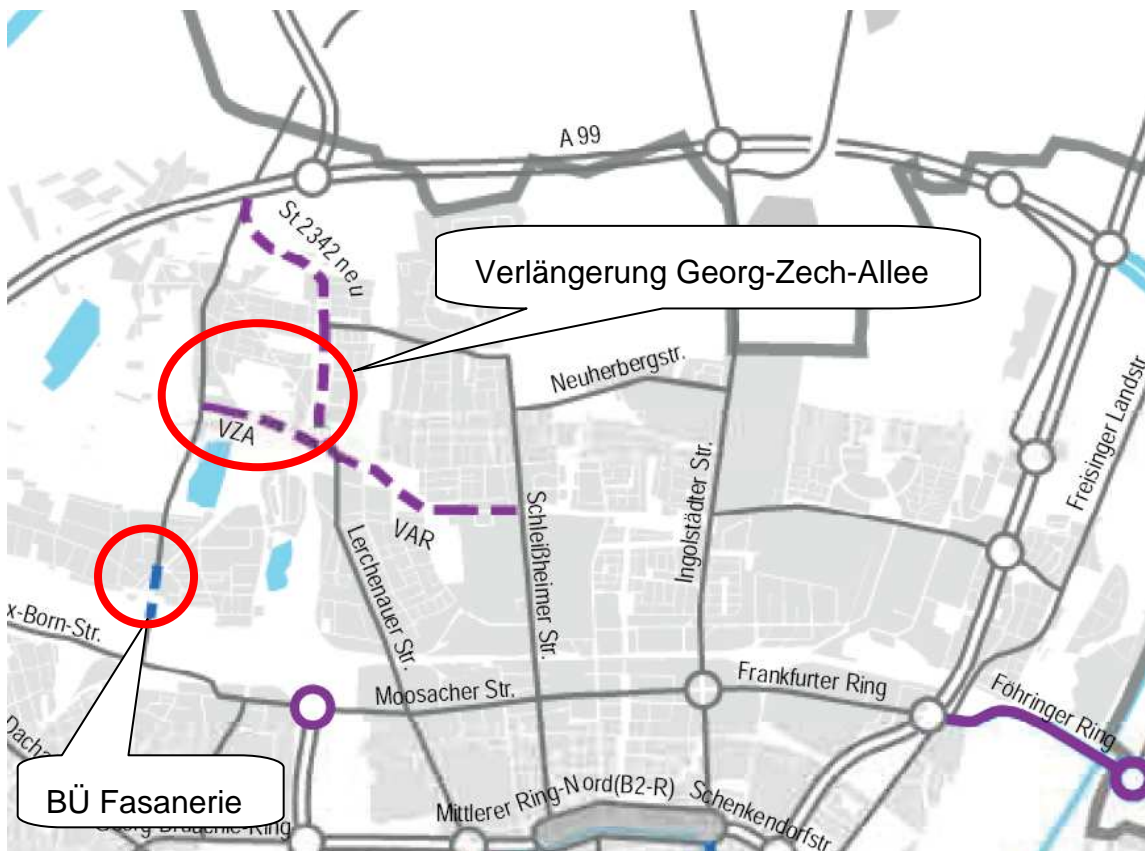 A 99
St 2342 neu
Verlängerung Georg-Zech-Allee
Neuherbergstr.
VZA
VAR
Schleißheimer Str.
Ingolstädter Str.
Freisinger Landstr.
Lerchenauer Str.
x-Born-Str.
Moosacher Str.
Frankfurter Ring
Föhringer Ring
Dacha
BÜ Fasanerie
Mittlerer Ring-Nord(B2-R)
Schenkendorfstr.